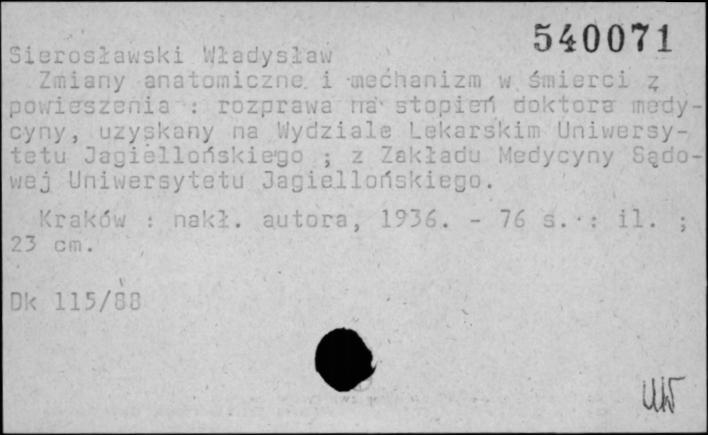 540071
Sierosławski Władysław
Zmiany anatomiczne i mechanizm w śmierci z
powieszenia : rozprawa na stopień doktora medy-
cyny, uzyskany na Wydziale Lekarskim Uniwersy-
tetu Jagiellońskiego ; z Zakładu Medycyny Sądo-
wej Uniwersytetu Jagiellońskiego.
Kraków : nakł. autora, 1936. - 76 s. : il. ;
23 cm.
Dk 115/88
UW